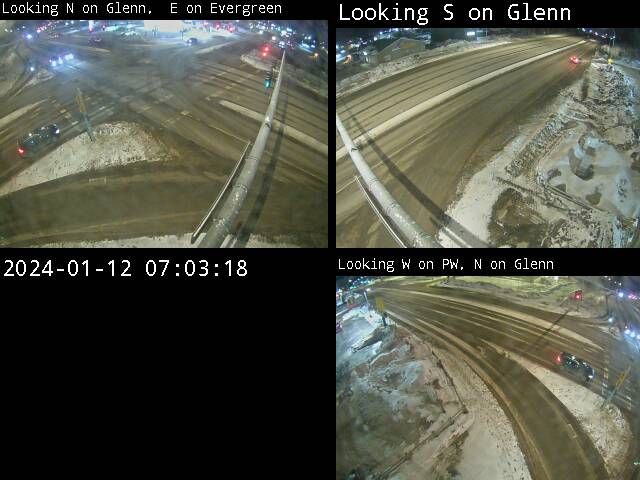 Looking N on Glenn,  E on Evergreen
Looking S on Glenn
2024-01-12 07:03:18
Looking W on PW, N on Glenn